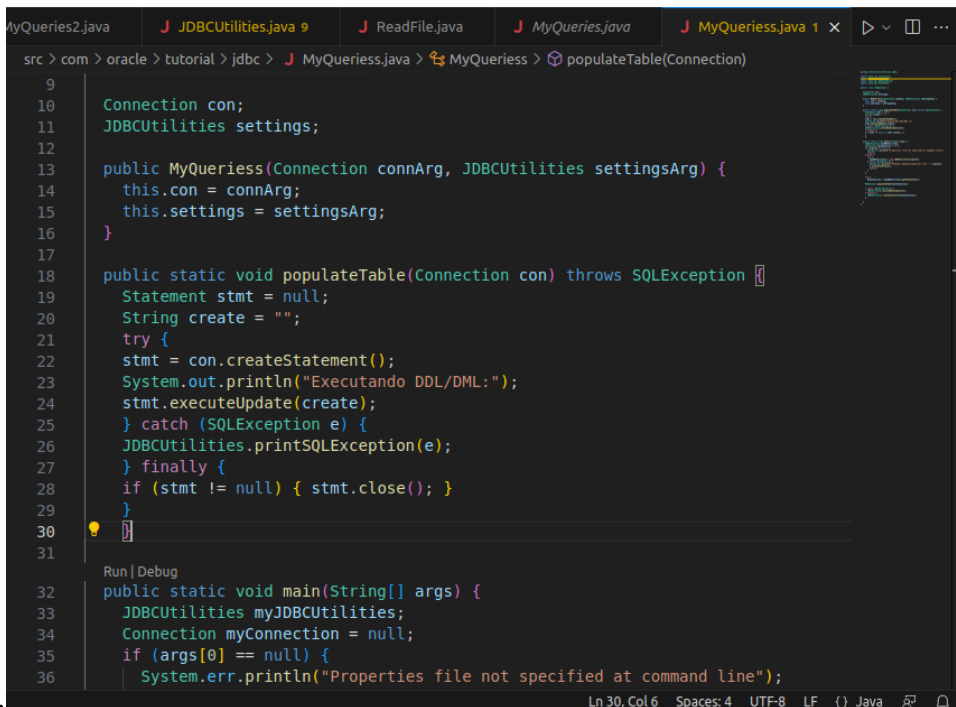 MyQueries2.java J JDBCUtilities.java 9 J ReadFile.java J MyQueries.java J MyQueriess.java 1
src > com > oracle > tutorial > jdbc > J MyQueriess.java > MyQueriess > populateTable(Connection)
9
10 Connection con;
11 JDBCUtilities settings;
12
13 public MyQueriess(Connection connArg, JDBCUtilities settingsArg) {
14 this.con = connArg;
15 this.settings = settingsArg;
16 }
17
18 public static void populateTable(Connection con) throws SQLException {
19 Statement stmt = null;
20 String create = "";
21 try {
22 stmt = con.createStatement();
23 System.out.println("Executando DDL/DML:");
24 stmt.executeUpdate(create);
25 } catch (SQLException e) {
26 JDBCUtilities.printSQLException(e);
27 } finally {
28 if (stmt != null) { stmt.close(); }
29 }
30 }
31
Run | Debug
32 public static void main(String[] args) {
33 JDBCUtilities myJDBCUtilities;
34 Connection myConnection = null;
35 if (args[0] == null) {
36 System.err.println("Properties file not specified at command line");
Ln 30, Col 6 Spaces: 4 UTF-8 LF {} Java